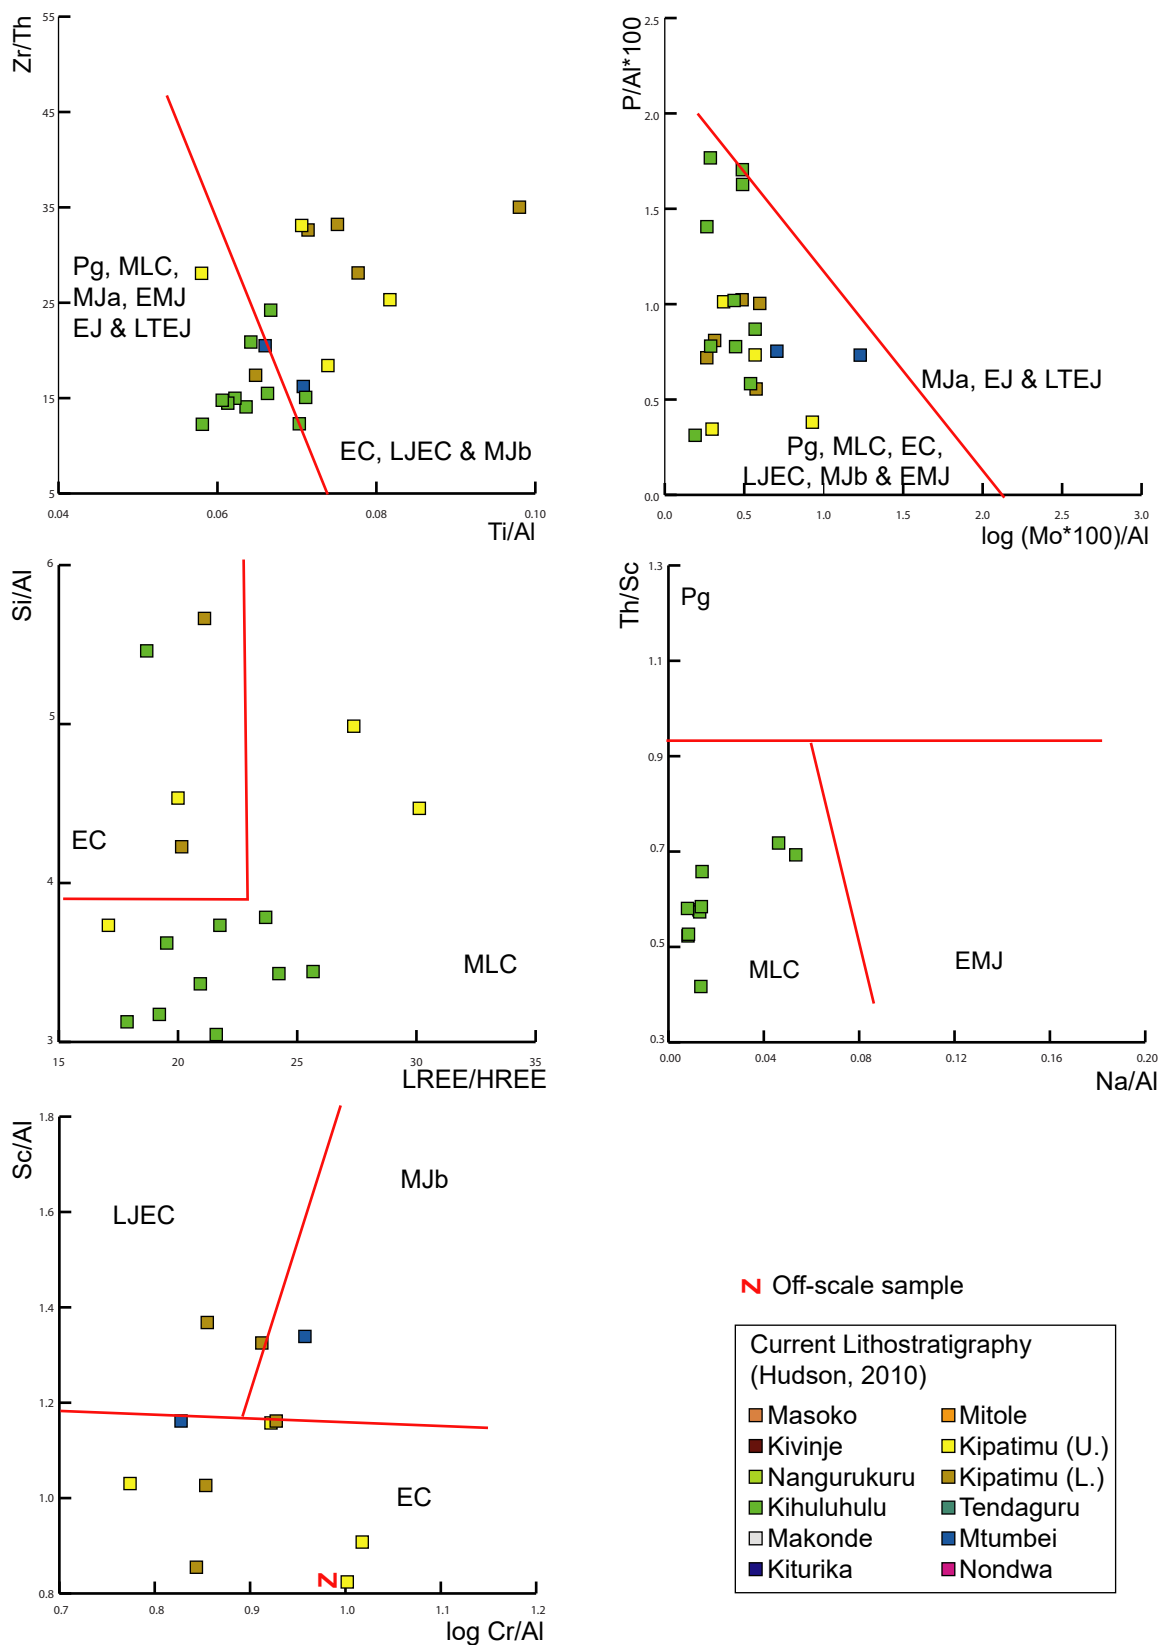 Zr/Th
55
45
35
25
15
5
Pg, MLC,
MJa, EMJ
EJ & LTEJ
EC, LJEC & MJb
0.04
0.06
0.08
0.10
Ti/Al
P/Al*100
2.5
2.0
1.5
1.0
0.5
0.0
MJa, EJ & LTEJ
Pg, MLC, EC,
LJEC, MJb & EMJ
0.0
0.5
1.0
1.5
2.0
2.5
3.0
log (Mo*100)/Al
Si/Al
6
5
4
3
EC
MLC
15
20
25
30
35
LREE/HREE
Th/Sc
1.3
1.1
0.9
0.7
0.5
0.3
Pg
MLC
EMJ
0.00
0.04
0.08
0.12
0.16
0.20
Na/Al
Sc/Al
1.8
1.6
1.4
1.2
1.0
0.8
MJb
LJEC
EC
N
0.7
0.8
0.9
1.0
1.1
1.2
log Cr/Al
N Off-scale sample
Current Lithostratigraphy
(Hudson, 2010)
Masoko
Mitole
Kivinje
Kipatimu (U.)
Nangurukuru
Kipatimu (L.)
Kihuluhulu
Tendaguru
Makonde
Mtumbei
Kiturika
Nondwa